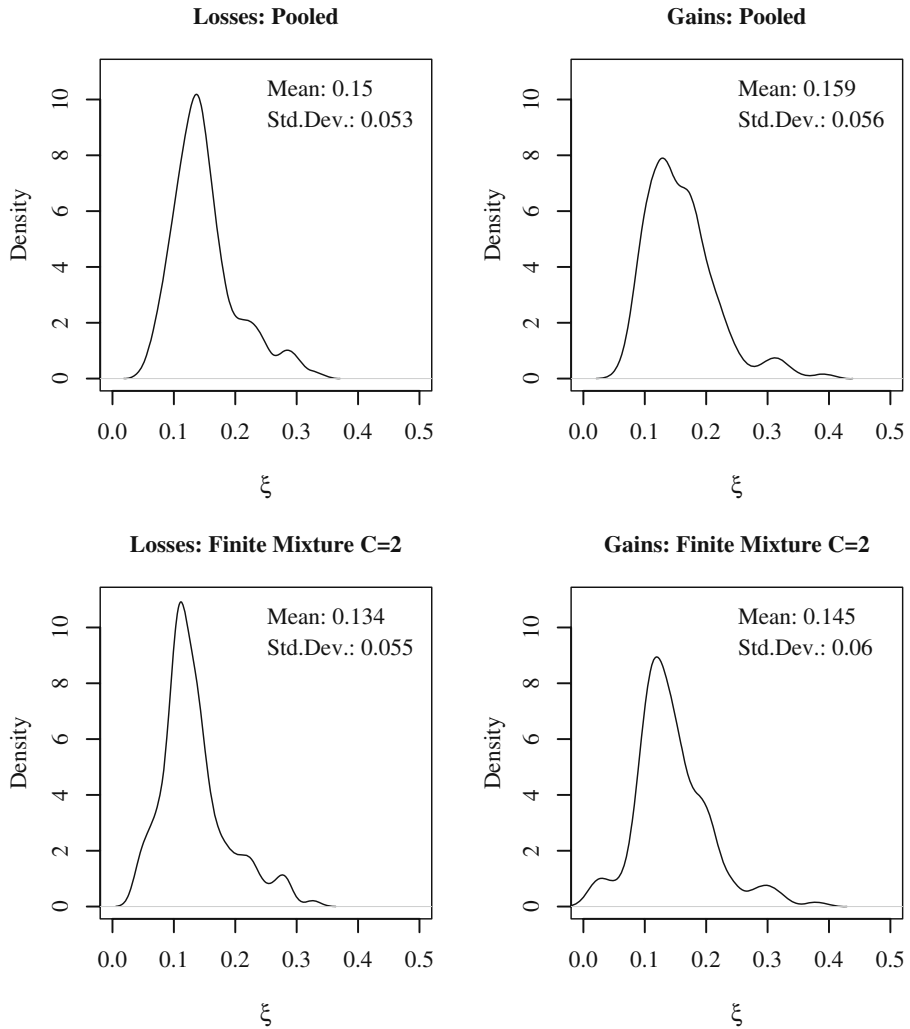 Losses: Pooled
Mean: 0.15
Std.Dev.: 0.053
Density
0 2 4 6 8 10
0.0 0.1 0.2 0.3 0.4 0.5
ξ
Gains: Pooled
Mean: 0.159
Std.Dev.: 0.056
Density
0 2 4 6 8 10
0.0 0.1 0.2 0.3 0.4 0.5
ξ
Losses: Finite Mixture C=2
Mean: 0.134
Std.Dev.: 0.055
Density
0 2 4 6 8 10
0.0 0.1 0.2 0.3 0.4 0.5
ξ
Gains: Finite Mixture C=2
Mean: 0.145
Std.Dev.: 0.06
Density
0 2 4 6 8 10
0.0 0.1 0.2 0.3 0.4 0.5
ξ